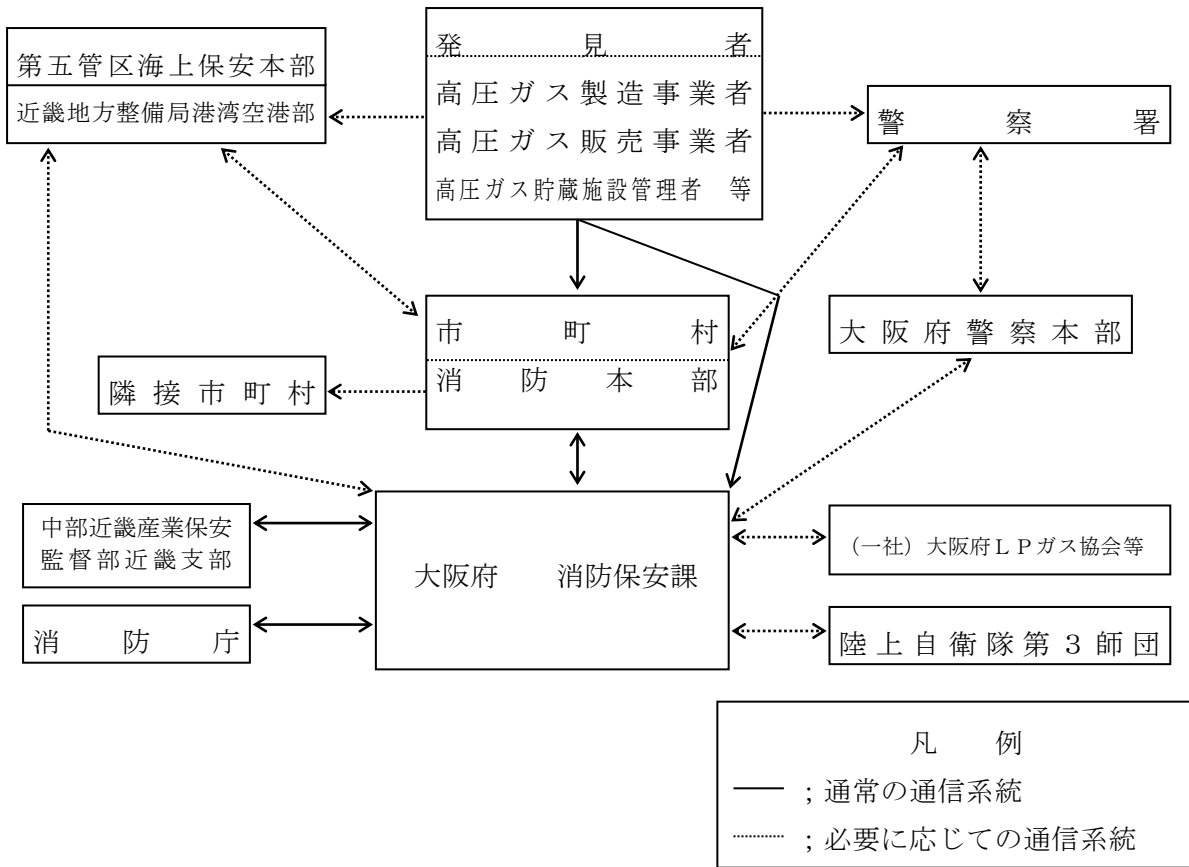 発見者
高圧ガス製造事業者
高圧ガス販売事業者
高圧ガス貯蔵施設管理者　等
第五管区海上保安本部
近畿地方整備局港湾空港部
警察署
市町村
消防本部
大阪府警察本部
隣接市町村
中部近畿産業保安
監督部近畿支部
大阪府　消防保安課
（一社）大阪府ＬＰガス協会等
消防庁
陸上自衛隊第３師団
凡　例
；通常の通信系統
；必要に応じての通信系統